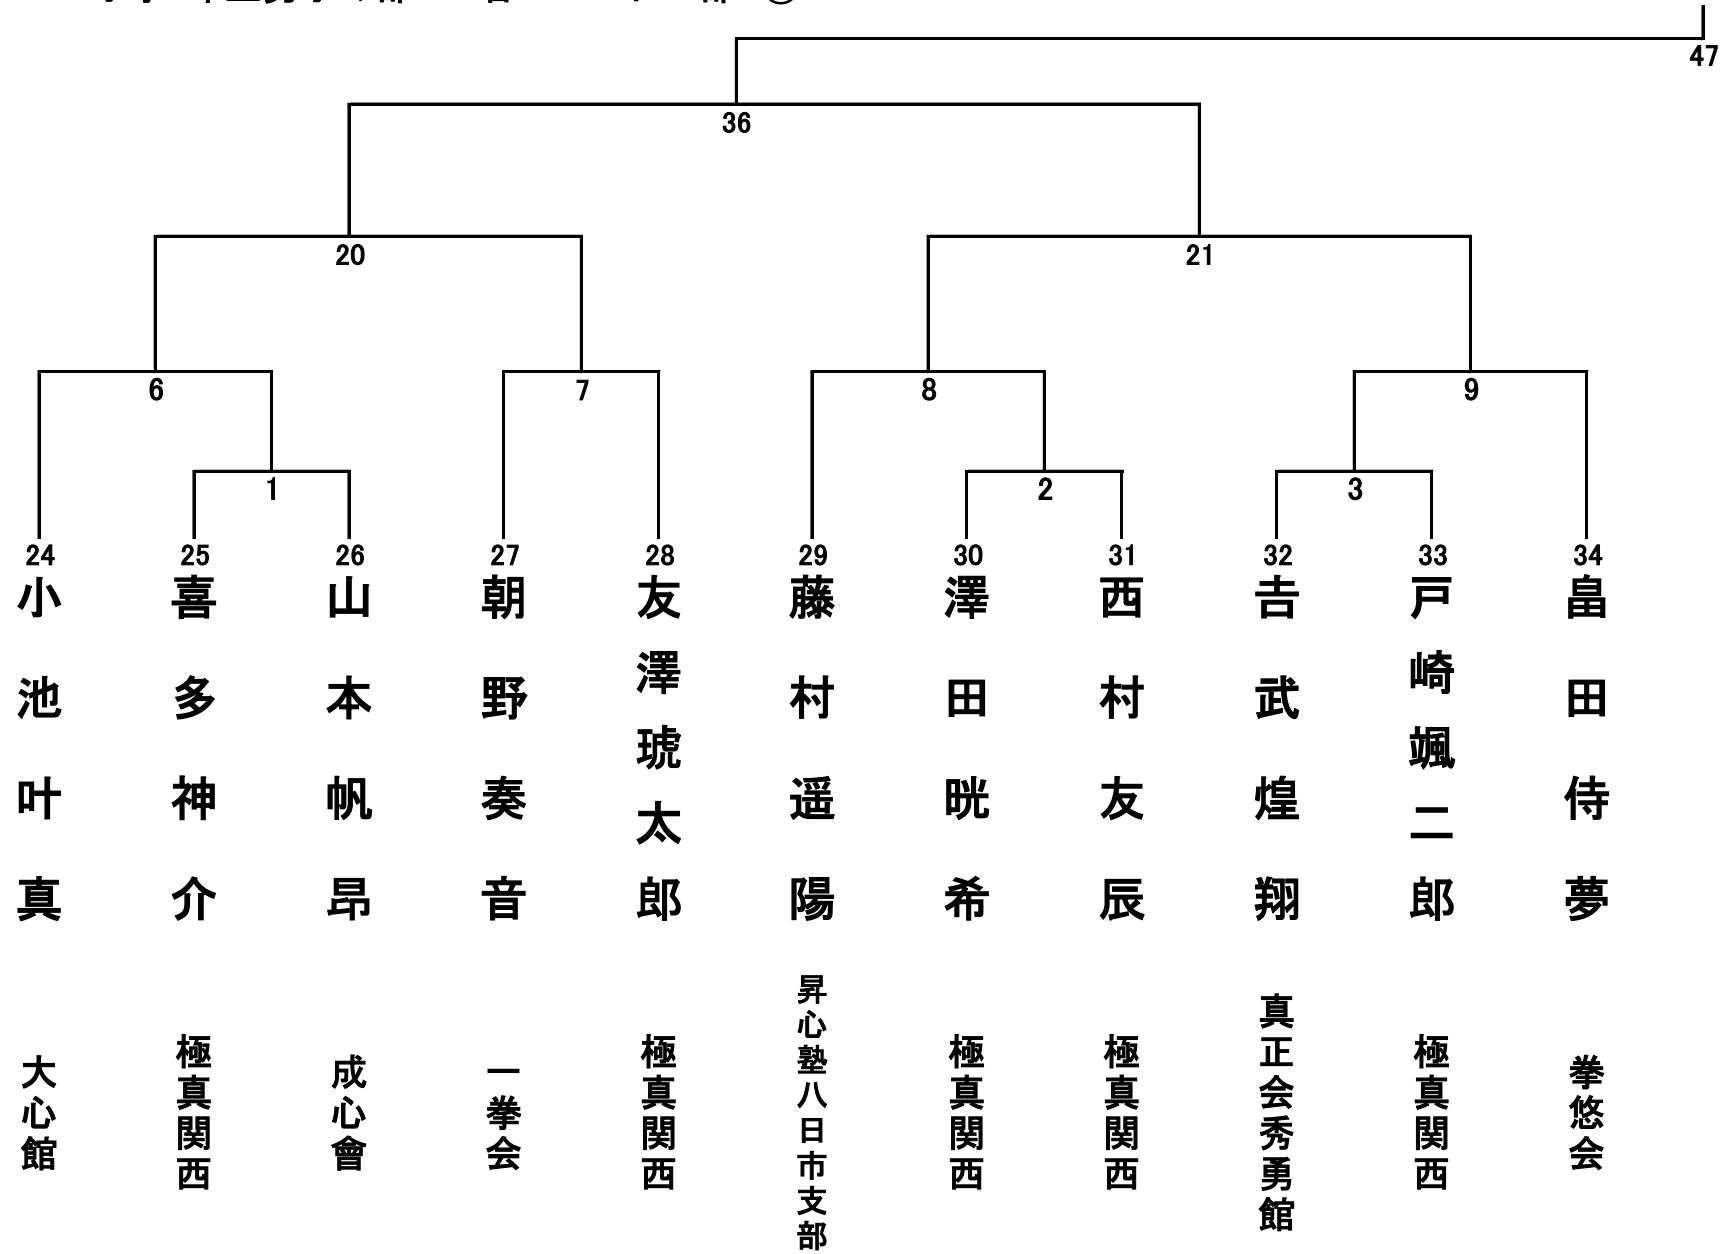 47
36
20
21
6
7
8
9
1
2
3
24
25
26
27
28
29
30
31
32
33
34
小池叶真
喜多神介
山本帆昂
朝野奏音
友澤琥太郎
藤村遥陽
澤田晄希
西村友辰
𠮷武煌翔
戸崎颯二郎
畠田侍夢
大心館
極真関西
成心會
一拳会
極真関西
昇心塾八日市支部
極真関西
極真関西
真正会秀勇館
極真関西
拳悠会